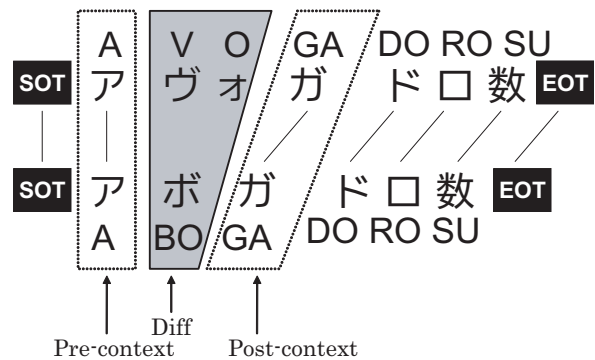 A V O GA DO RO SU
SOT ア ヴ ォ ガ ド ロ 数 EOT
SOT ア ボ ガ ド ロ 数 EOT
A BO GA DO RO SU
Diff
Pre-context Post-context